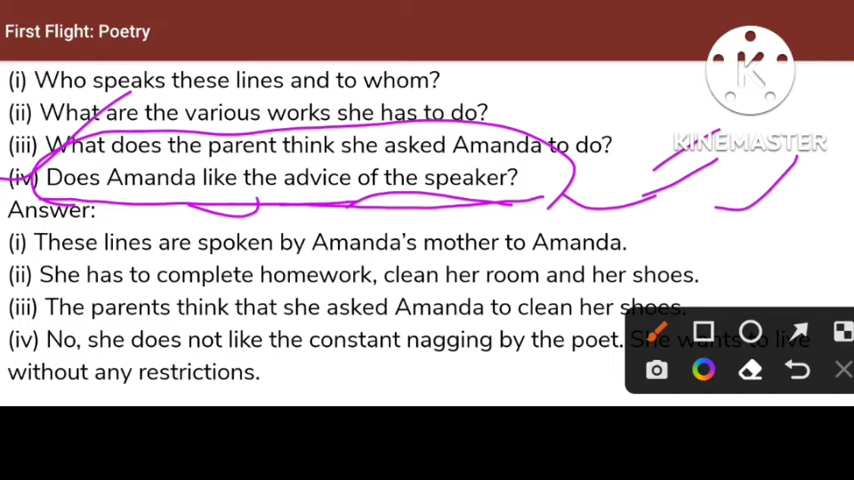 First Flight: Poetry
(i) Who speaks these lines and to whom?
(ii) What are the various works she has to do?
(iii) What does the parent think she asked Amanda to do?
(iv) Does Amanda like the advice of the speaker?
Answer:
(i) These lines are spoken by Amanda's mother to Amanda.
(ii) She has to complete homework, clean her room and her shoes.
(iii) The parents think that she asked Amanda to clean her shoes.
(iv) No, she does not like the constant nagging by the poet. She wants to live
without any restrictions.
K
KINEMASTER